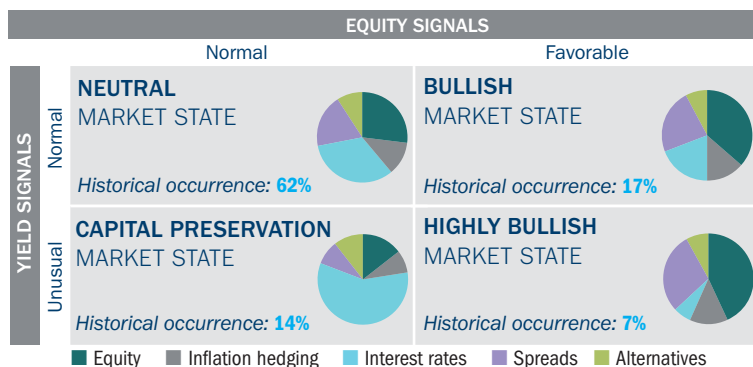 EQUITY SIGNALS
Normal
Favorable
YIELD SIGNALS
Normal
NEUTRAL
MARKET STATE
Historical occurrence: 62%
BULLISH
MARKET STATE
Historical occurrence: 17%
Unusual
CAPITAL PRESERVATION
MARKET STATE
Historical occurrence: 14%
HIGHLY BULLISH
MARKET STATE
Historical occurrence: 7%
Equity Inflation hedging Interest rates Spreads Alternatives